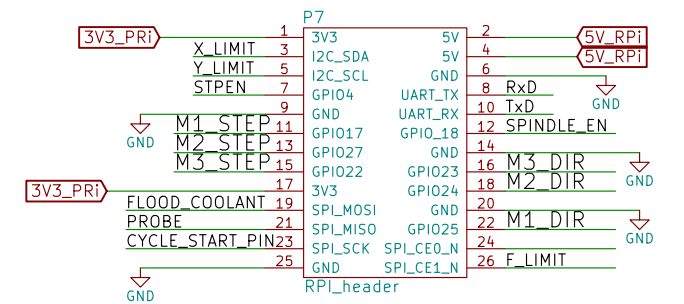 P7
3V3_PRi 1 3V3 5V 2 5V_RPi
X_LIMIT 3 I2C_SDA 5V 4 5V_RPi
Y_LIMIT 5 I2C_SCL GND 6 GND
STPEN 7 GPIO4 UART_TX 8 RxD
GND 9 GND UART_RX 10 TxD
M1_STEP 11 GPIO17 GPIO_18 12 SPINDLE_EN
M2_STEP 13 GPIO27 GND 14 GND
M3_STEP 15 GPIO22 GPIO23 16 M3_DIR
3V3_PRi 17 3V3 GPIO24 18 M2_DIR
FLOOD_COOLANT 19 SPI_MOSI GND 20 GND
PROBE 21 SPI_MISO GPIO25 22 M1_DIR
CYCLE_START_PIN 23 SPI_SCK SPI_CE0_N 24
GND 25 GND SPI_CE1_N 26 F_LIMIT
RPI_header